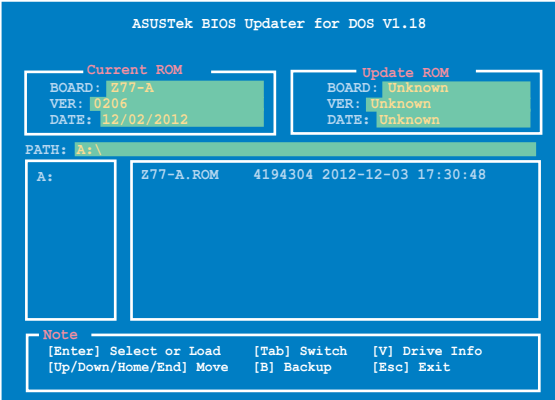 ASUSTek BIOS Updater for DOS V1.18
Current ROM
BOARD: Z77-A
VER: 0206
DATE: 12/02/2012
Update ROM
BOARD: Unknown
VER: Unknown
DATE: Unknown
PATH: A:\
A:
Z77-A.ROM 4194304 2012-12-03 17:30:48
Note
[Enter] Select or Load [Tab] Switch [V] Drive Info
[Up/Down/Home/End] Move [B] Backup [Esc] Exit